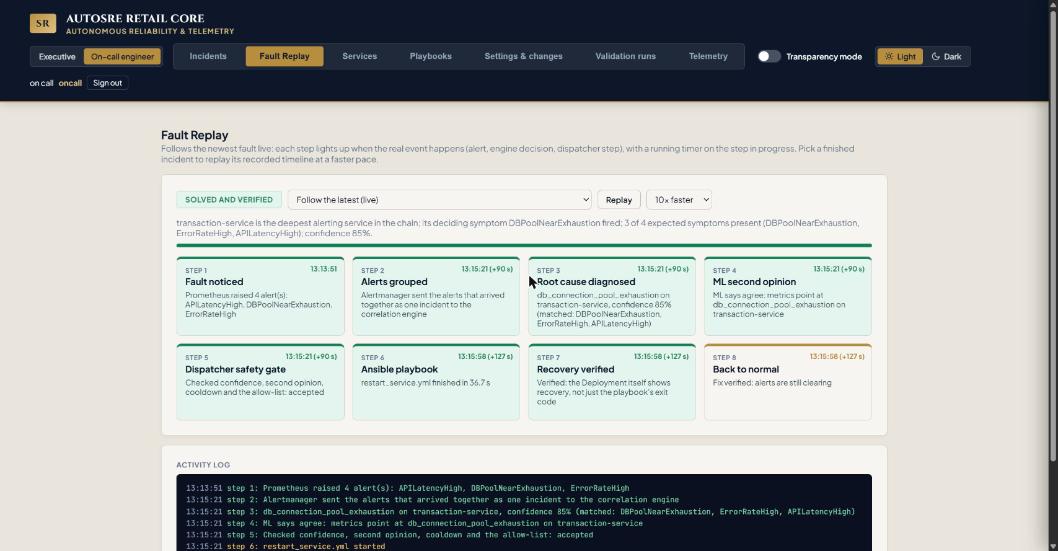 SR
AUTOSRE RETAIL CORE
AUTONOMOUS RELIABILITY & TELEMETRY
Executive
On-call engineer
Incidents
Fault Replay
Services
Playbooks
Settings & changes
Validation runs
Telemetry
Transparency mode
Light
Dark
on call oncall Sign out
Fault Replay
Follows the newest fault live: each step lights up when the real event happens (alert, engine decision, dispatcher step), with a running timer on the step in progress. Pick a finished
incident to replay its recorded timeline at a faster pace.
SOLVED AND VERIFIED
Follow the latest (live)
Replay
10× faster
transaction-service is the deepest alerting service in the chain; its deciding symptom DBPoolNearExhaustion fired; 3 of 4 expected symptoms present (DBPoolNearExhaustion,
ErrorRateHigh, APILatencyHigh); confidence 85%.
STEP 1
13:13:51
Fault noticed
Prometheus raised 4 alert(s):
APILatencyHigh, DBPoolNearExhaustion,
ErrorRateHigh
STEP 2
13:15:21 (+90 s)
Alerts grouped
Alertmanager sent the alerts that arrived
together as one incident to the
correlation engine
STEP 3
13:15:21 (+90 s)
Root cause diagnosed
db_connection_pool_exhaustion on
transaction-service, confidence 85%
(matched: DBPoolNearExhaustion,
ErrorRateHigh, APILatencyHigh)
STEP 4
13:15:21 (+90 s)
ML second opinion
ML says agree; metrics point at
db_connection_pool_exhaustion on
transaction-service
STEP 5
13:15:21 (+90 s)
Dispatcher safety gate
Checked confidence, second opinion,
cooldown and the allow-list: accepted
STEP 6
13:15:58 (+127 s)
Ansible playbook
restart_service.yml finished in 36.7 s
STEP 7
13:15:58 (+127 s)
Recovery verified
Verified: the Deployment itself shows
recovery, not just the playbook's exit
code
STEP 8
13:15:58 (+127 s)
Back to normal
Fix verified; alerts are still clearing
ACTIVITY LOG
13:13:51 step 1: Prometheus raised 4 alert(s): APILatencyHigh, DBPoolNearExhaustion, ErrorRateHigh
13:15:21 step 2: Alertmanager sent the alerts that arrived together as one incident to the correlation engine
13:15:21 step 3: db_connection_pool_exhaustion on transaction-service, confidence 85% (matched: DBPoolNearExhaustion, ErrorRateHigh, APILatencyHigh)
13:15:21 step 4: ML says agree: metrics point at db_connection_pool_exhaustion on transaction-service
13:15:21 step 5: Checked confidence, second opinion, cooldown and the allow-list: accepted
13:15:21 step 6: restart_service.yml started